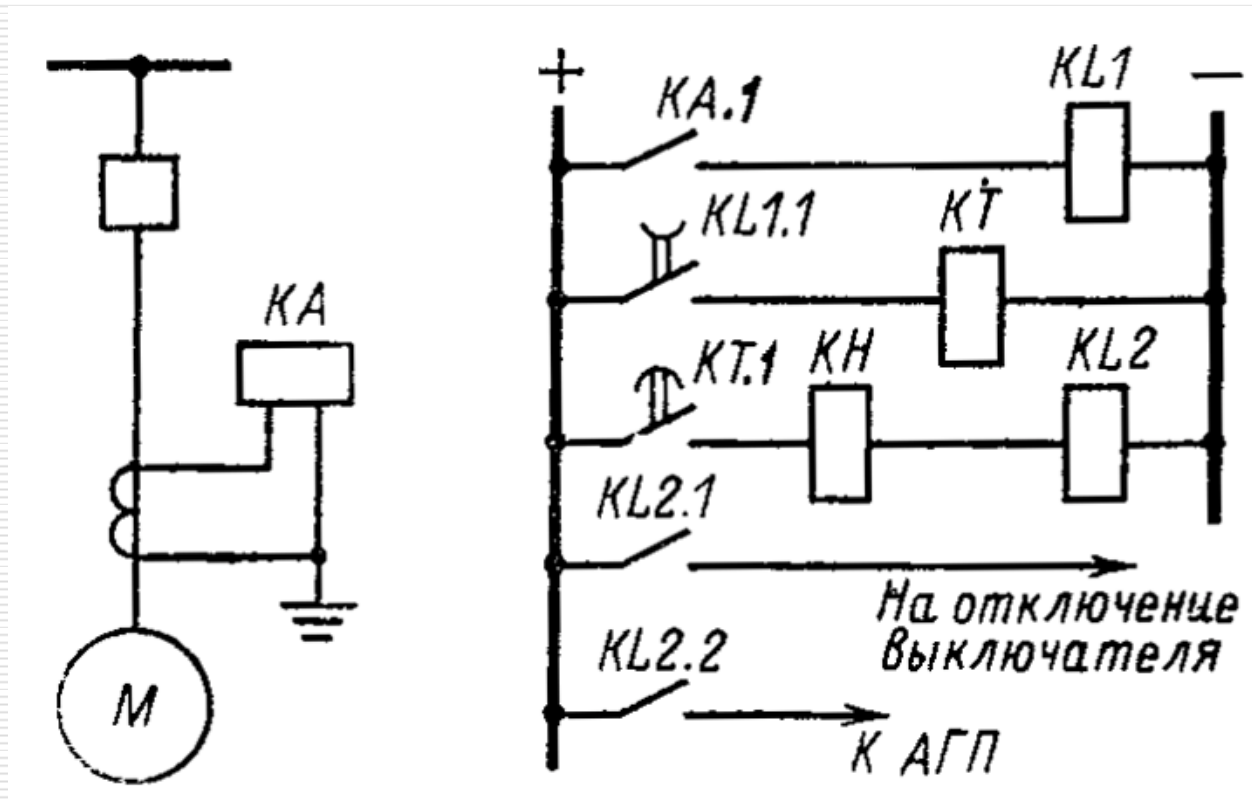 +
KL1
—
KA.1
KL1.1
KT
KA
KT.1
KH
KL2
KL2.1
На отключение
выключателя
M
KL2.2
К АГП